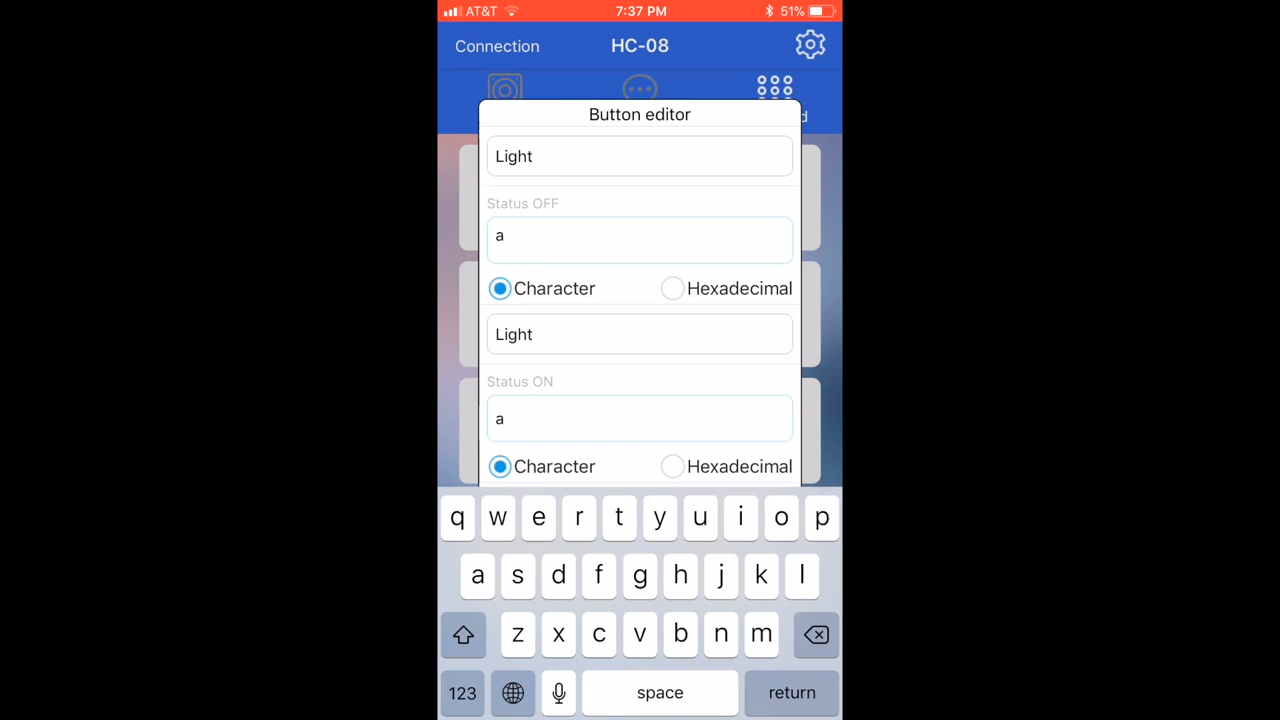 AT&T 7:37 PM 51%
Connection HC-08
d
Button editor
Light
Status OFF
a
Character Hexadecimal
Light
Status ON
a
Character Hexadecimal
q w e r t y u i o p
a s d f g h j k l
z x c v b n m
123 space return